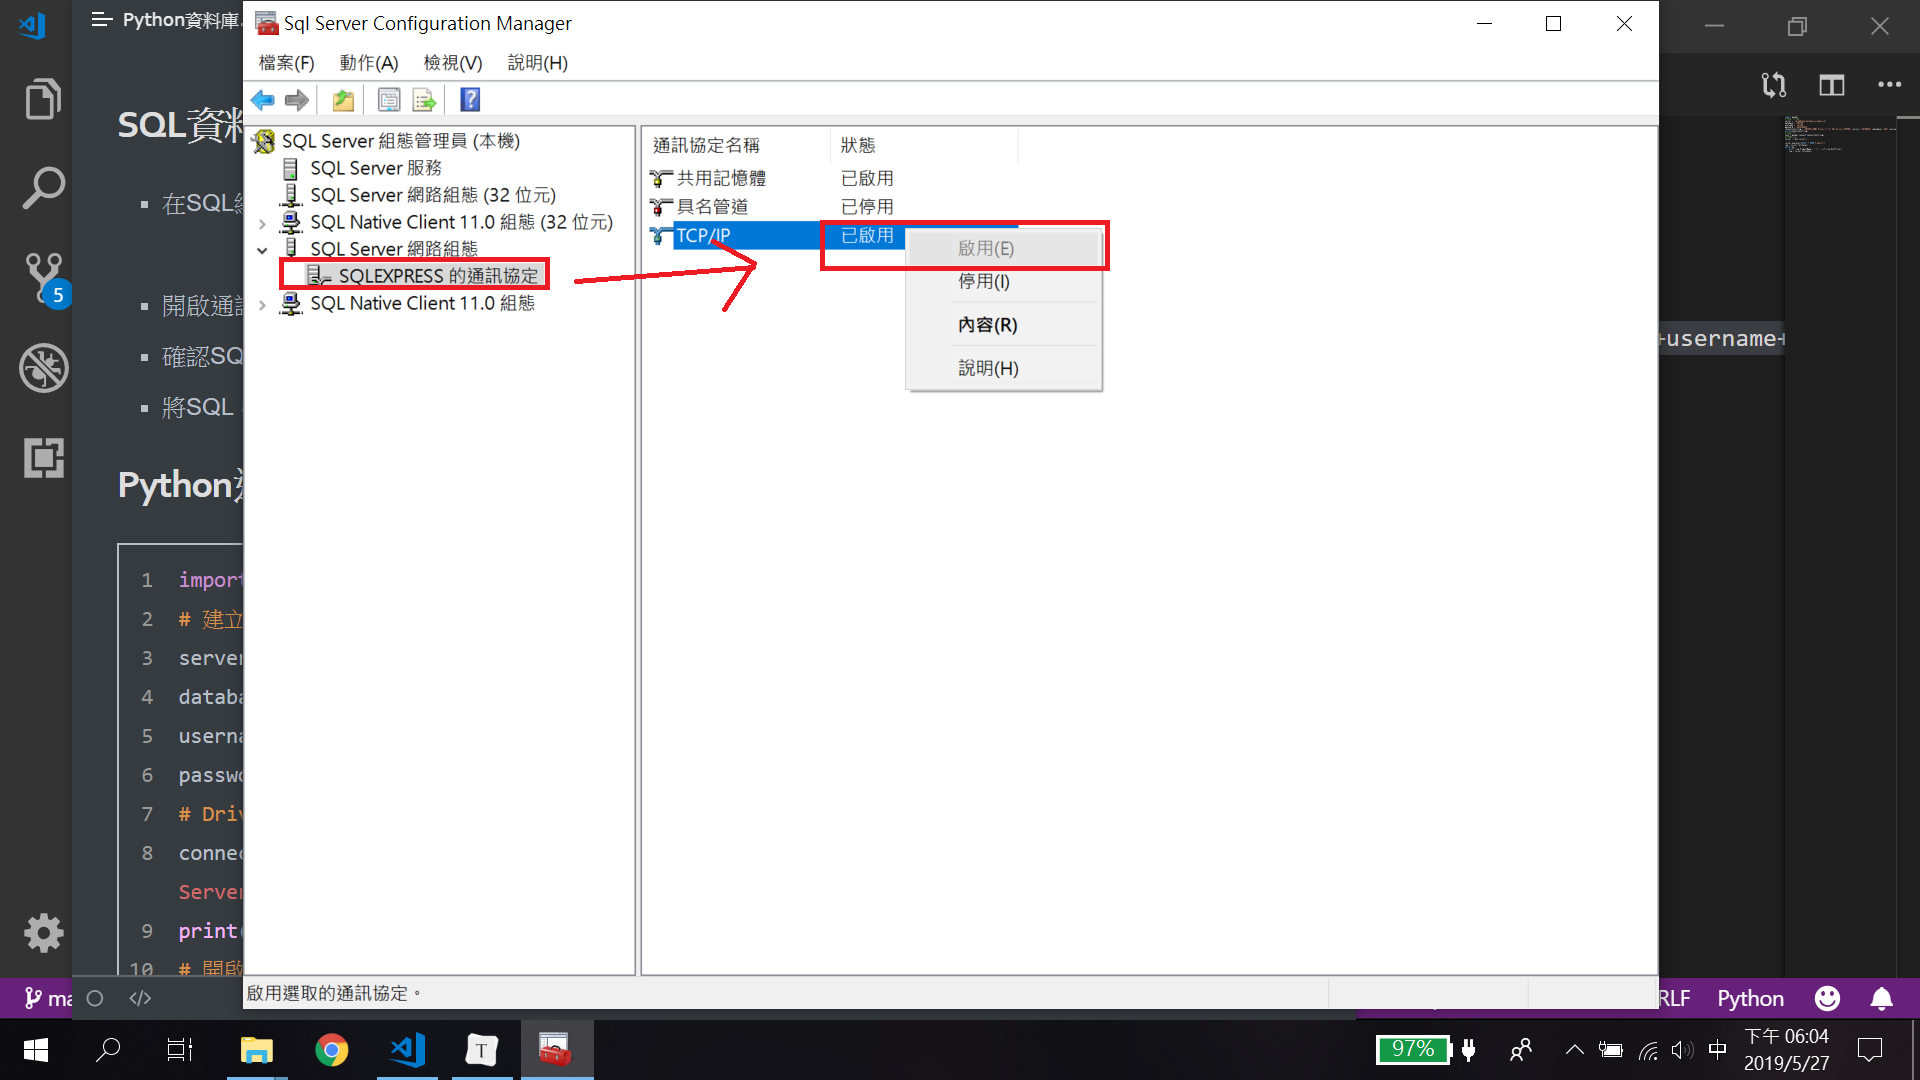 Python資料庫.
Sql Server Configuration Manager
檔案(F) 動作(A) 檢視(V) 說明(H)
SQL Server 組態管理員 (本機)
SQL Server 服務
SQL Server 網路組態 (32 位元)
SQL Native Client 11.0 組態 (32 位元)
SQL Server 網路組態
SQLEXPRESS 的通訊協定
SQL Native Client 11.0 組態
通訊協定名稱 狀態
共用記憶體 已啟用
具名管道 已停用
TCP/IP 已啟用
啟用(E)
停用(I)
內容(R)
說明(H)
啟用選取的通訊協定。
SQL資料
在SQL
開啟通
確認SQ
將SQL
Python
1 import
2 # 建立
3 server
4 databa
5 userna
6 passwo
7 # Driv
8 connec
Server
9 print(
10 # 開啟
+username+
5
ma
RLF Python
T
97%
中
下午 06:04
2019/5/27